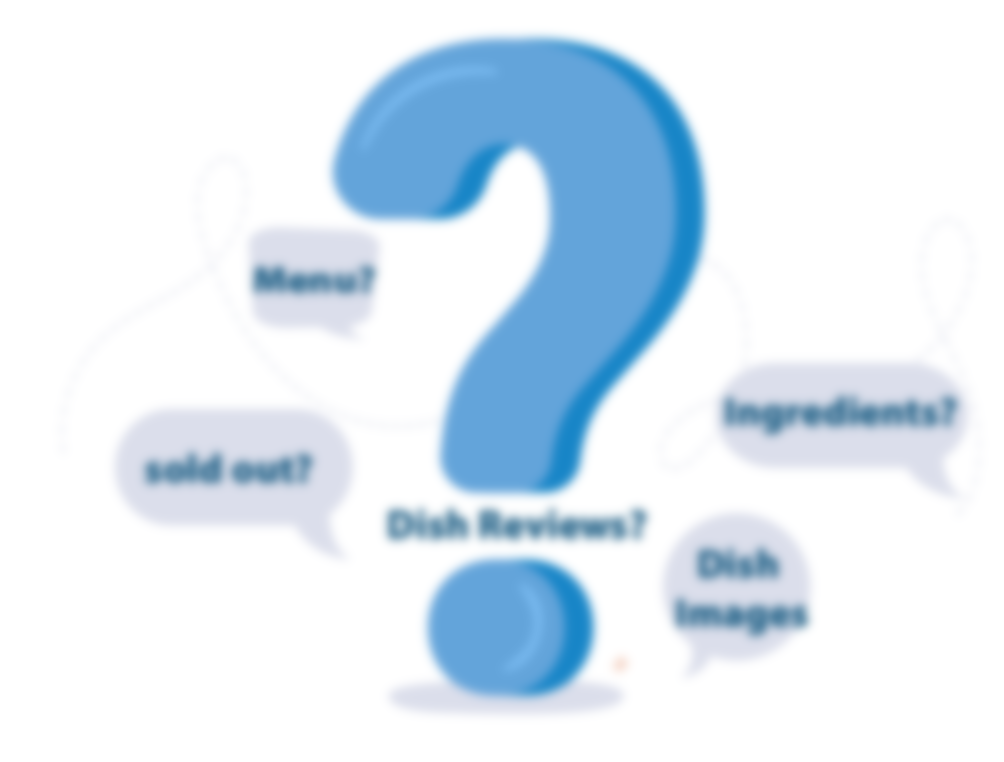 Menu?
Ingredients?
sold out?
Dish Reviews?
Dish
Images